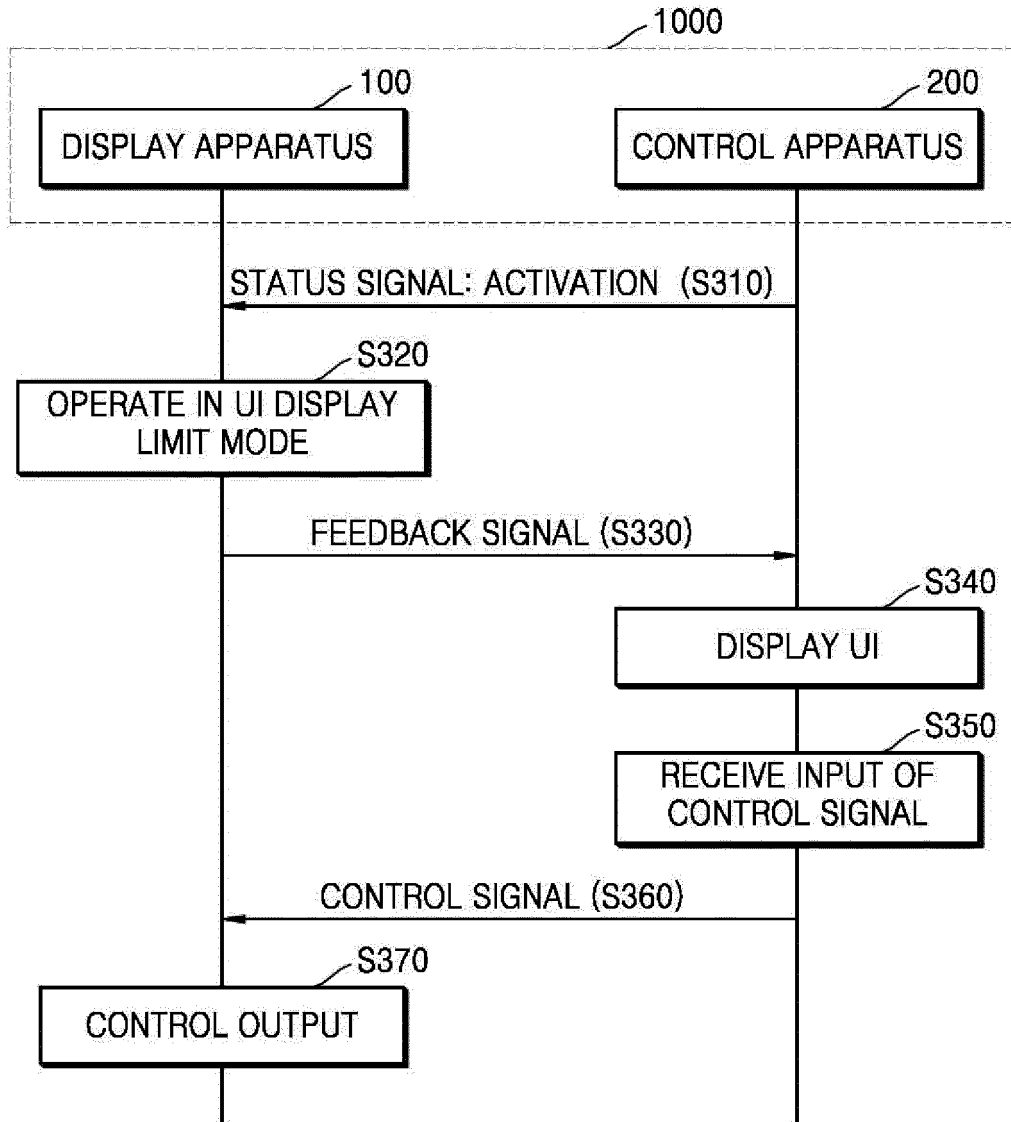 1000
100
200
DISPLAY APPARATUS
CONTROL APPARATUS
STATUS SIGNAL: ACTIVATION (S310)
S320
OPERATE IN UI DISPLAY
LIMIT MODE
FEEDBACK SIGNAL (S330)
S340
DISPLAY UI
S350
RECEIVE INPUT OF
CONTROL SIGNAL
CONTROL SIGNAL (S360)
S370
CONTROL OUTPUT